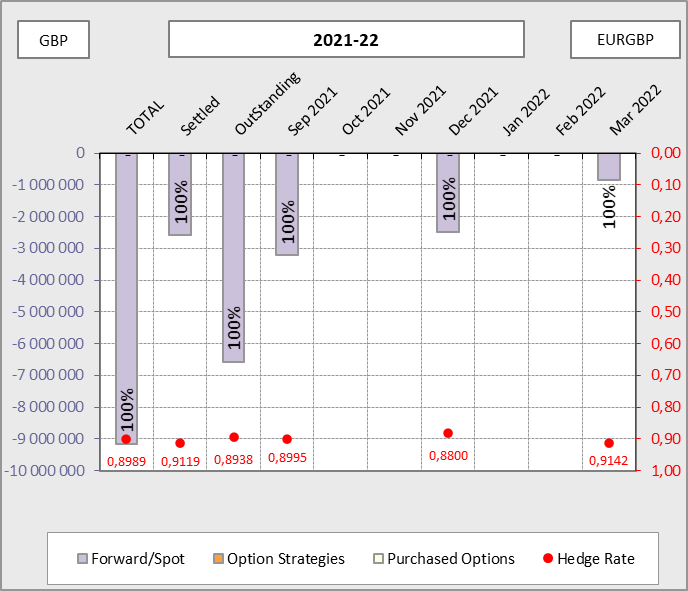 GBP
2021-22
EURGBP
TOTAL
Settled
OutStanding
Sep 2021
Oct 2021
Nov 2021
Dec 2021
Jan 2022
Feb 2022
Mar 2022
0
-1 000 000
-2 000 000
-3 000 000
-4 000 000
-5 000 000
-6 000 000
-7 000 000
-8 000 000
-9 000 000
-10 000 000
100%
100%
100%
100%
100%
100%
0,8989
0,9119
0,8938
0,8995
0,8800
0,9142
0,00
0,10
0,20
0,30
0,40
0,50
0,60
0,70
0,80
0,90
1,00
Forward/Spot
Option Strategies
Purchased Options
Hedge Rate